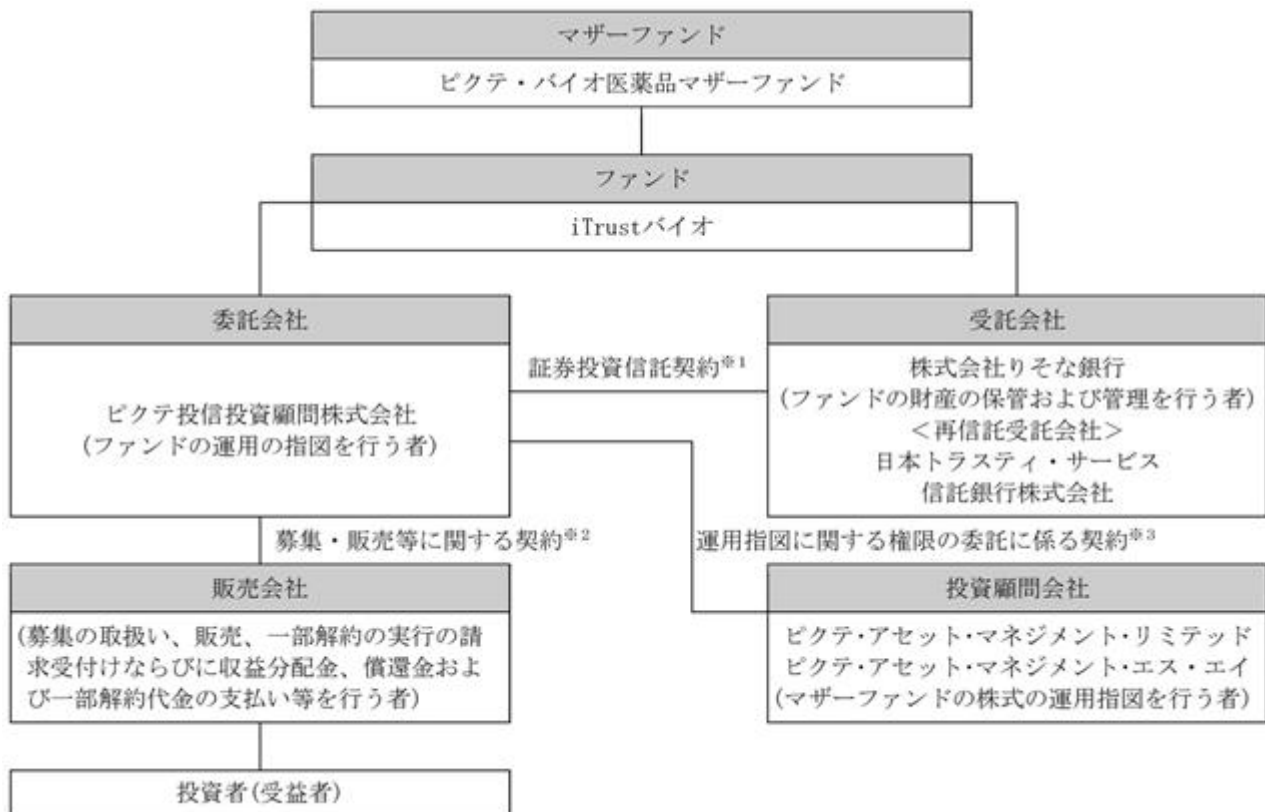 マザーファンド
ピクテ・バイオ医薬品マザーファンド
ファンド
iTrustバイオ
委託会社
ピクテ投信投資顧問株式会社
(ファンドの運用の指図を行う者)
証券投資信託契約※1
受託会社
株式会社りそな銀行
(ファンドの財産の保管および管理を行う者)
＜再信託受託会社＞
日本トラスティ・サービス
信託銀行株式会社
募集・販売等に関する契約※2
運用指図に関する権限の委託に係る契約※3
販売会社
(募集の取扱い、販売、一部解約の実行の請
求受付けならびに収益分配金、償還金およ
び一部解約代金の支払い等を行う者)
投資顧問会社
ピクテ・アセット・マネジメント・リミテッド
ピクテ・アセット・マネジメント・エス・エイ
(マザーファンドの株式の運用指図を行う者)
投資者(受益者)